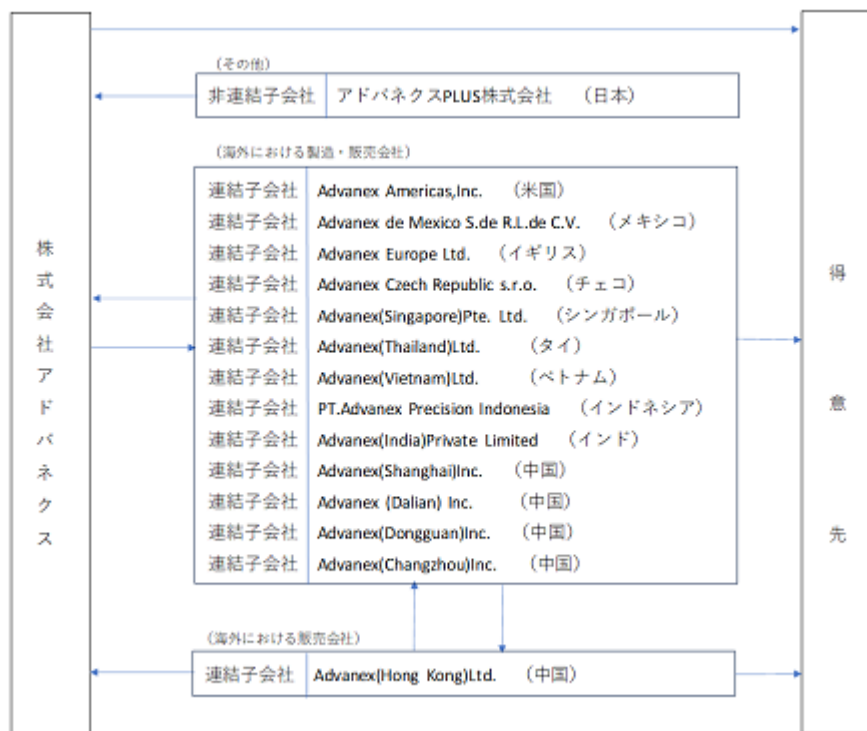 株式会社アドバネクス
（その他）
非連結子会社 アドバネクスPLUS株式会社 （日本）
（海外における製造・販売会社）
連結子会社 Advanex Americas,Inc. （米国）
連結子会社 Advanex de Mexico S.de R.L.de C.V. （メキシコ）
連結子会社 Advanex Europe Ltd. （イギリス）
連結子会社 Advanex Czech Republic s.r.o. （チェコ）
連結子会社 Advanex(Singapore)Pte. Ltd. （シンガポール）
連結子会社 Advanex(Thailand)Ltd. （タイ）
連結子会社 Advanex(Vietnam)Ltd. （ベトナム）
連結子会社 PT.Advanex Precision Indonesia （インドネシア）
連結子会社 Advanex(India)Private Limited （インド）
連結子会社 Advanex(Shanghai)Inc. （中国）
連結子会社 Advanex (Dalian) Inc. （中国）
連結子会社 Advanex(Dongguan)Inc. （中国）
連結子会社 Advanex(Changzhou)Inc. （中国）
（海外における販売会社）
連結子会社 Advanex(Hong Kong)Ltd. （中国）
得意先